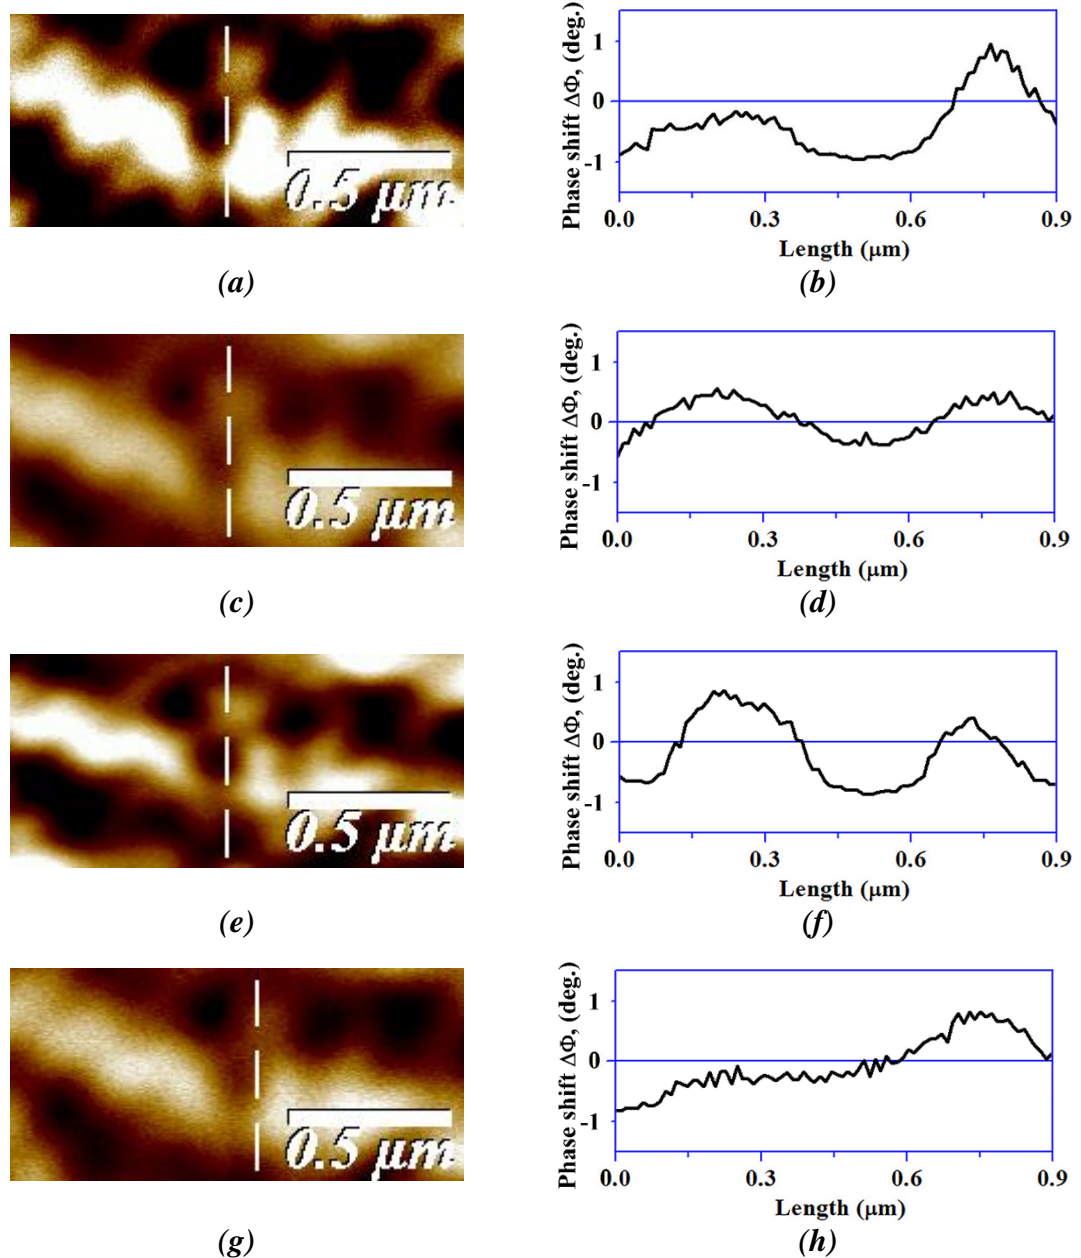 0.5 µm
Phase shift ΔΦ, (deg.)
1
0
-1
0.0 0.3 0.6 0.9
Length (µm)
(a) (b)
0.5 µm
Phase shift ΔΦ, (deg.)
1
0
-1
0.0 0.3 0.6 0.9
Length (µm)
(c) (d)
0.5 µm
Phase shift ΔΦ, (deg.)
1
0
-1
0.0 0.3 0.6 0.9
Length (µm)
(e) (f)
0.5 µm
Phase shift ΔΦ, (deg.)
1
0
-1
0.0 0.3 0.6 0.9
Length (µm)
(g) (h)